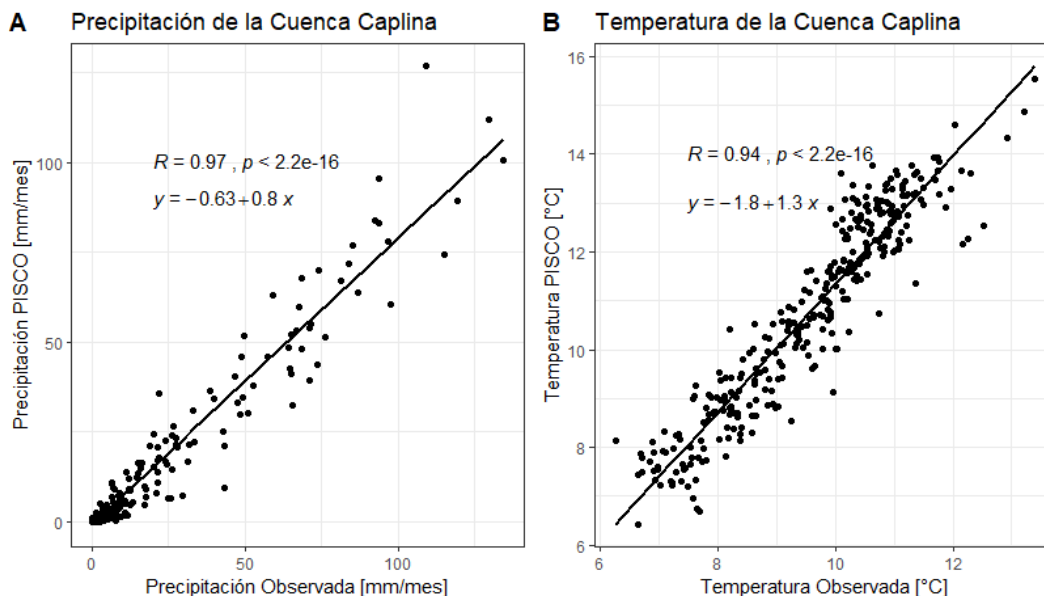 A Precipitación de la Cuenca Caplina
R = 0.97 , p < 2.2e-16
y = −0.63+0.8 x
Precipitación PISCO [mm/mes]
100
50
0
0 50 100
Precipitación Observada [mm/mes]
B Temperatura de la Cuenca Caplina
R = 0.94 , p < 2.2e-16
y = −1.8+1.3 x
Temperatura PISCO [°C]
16
14
12
10
8
6
6 8 10 12
Temperatura Observada [°C]